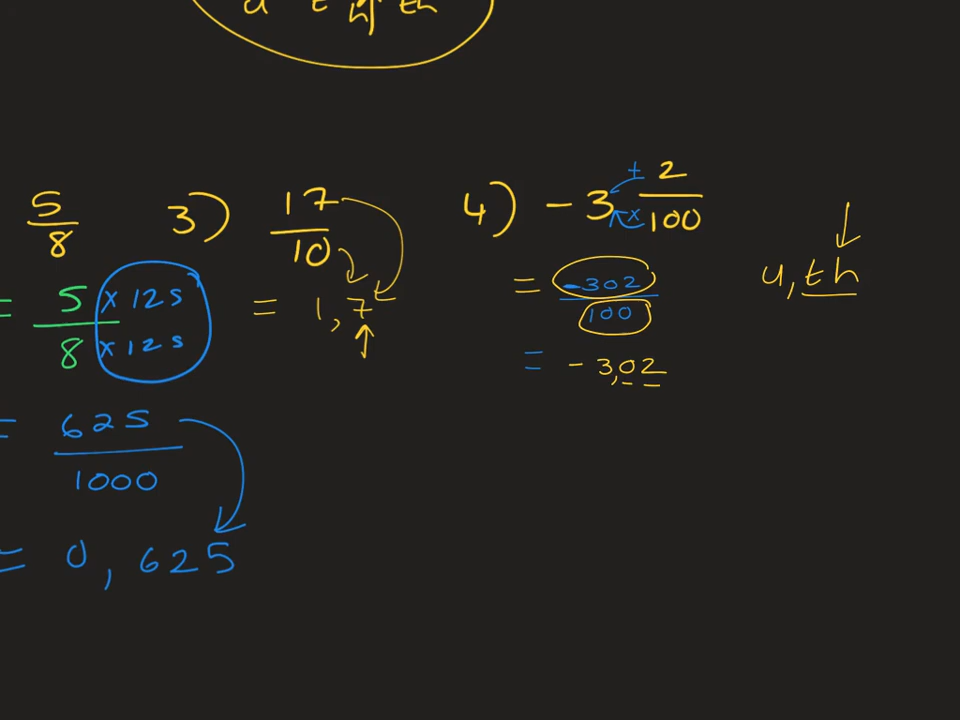 u t h th
5/8
= 5 x 125 / 8 x 125
= 625/1000
= 0,625
3) 17/10
= 1,7
4) -3 2/100
+
x
= -302/100
= -3,02
u,th